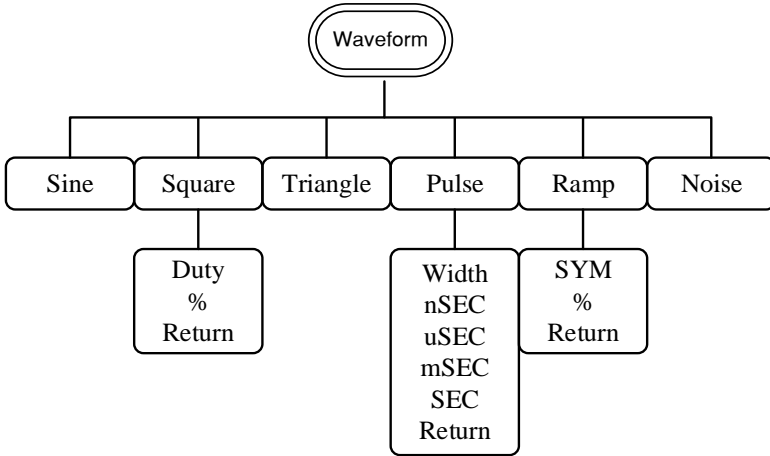 Waveform
Sine
Square
Triangle
Pulse
Ramp
Noise
Duty
%
Return
Width
nSEC
uSEC
mSEC
SEC
Return
SYM
%
Return